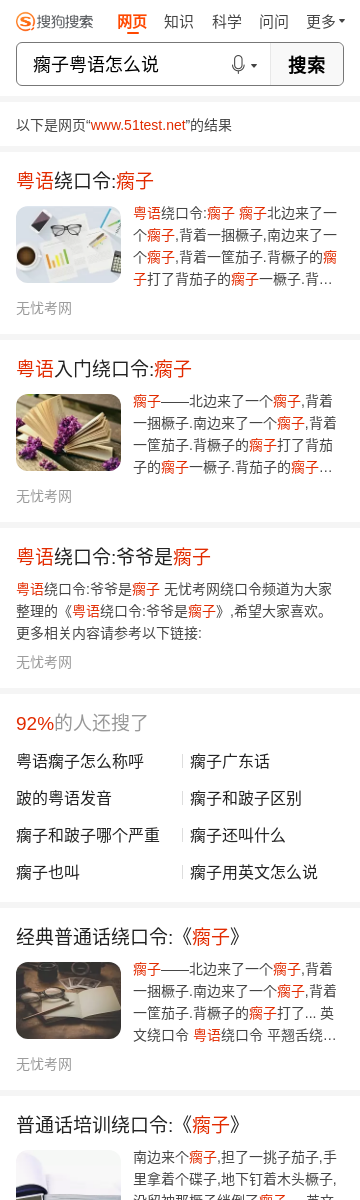 搜狗搜索 网页 知识 科学 问问 更多
瘸子粤语怎么说 搜索
以下是网页“www.51test.net”的结果
粤语绕口令:瘸子
粤语绕口令:瘸子 瘸子北边来了一
个瘸子,背着一捆橛子,南边来了一
个瘸子,背着一筐茄子.背橛子的瘸
子打了背茄子的瘸子一橛子.背…
无忧考网
粤语入门绕口令:瘸子
瘸子——北边来了一个瘸子,背着
一捆橛子.南边来了一个瘸子,背着
一筐茄子.背橛子的瘸子打了背茄
子的瘸子一橛子.背茄子的瘸子…
无忧考网
粤语绕口令:爷爷是瘸子
粤语绕口令:爷爷是瘸子 无忧考网绕口令频道为大家
整理的《粤语绕口令:爷爷是瘸子》,希望大家喜欢。
更多相关内容请参考以下链接:
无忧考网
92%的人还搜了
粤语瘸子怎么称呼 瘸子广东话
跛的粤语发音 瘸子和跛子区别
瘸子和跛子哪个严重 瘸子还叫什么
瘸子也叫 瘸子用英文怎么说
经典普通话绕口令:《瘸子》
瘸子——北边来了一个瘸子,背着
一捆橛子.南边来了一个瘸子,背着
一筐茄子.背橛子的瘸子打了... 英
文绕口令 粤语绕口令 平翘舌绕…
无忧考网
普通话培训绕口令:《瘸子》
南边来个瘸子,担了一挑子茄子,手
里拿着个碟子,地下钉着木头橛子,